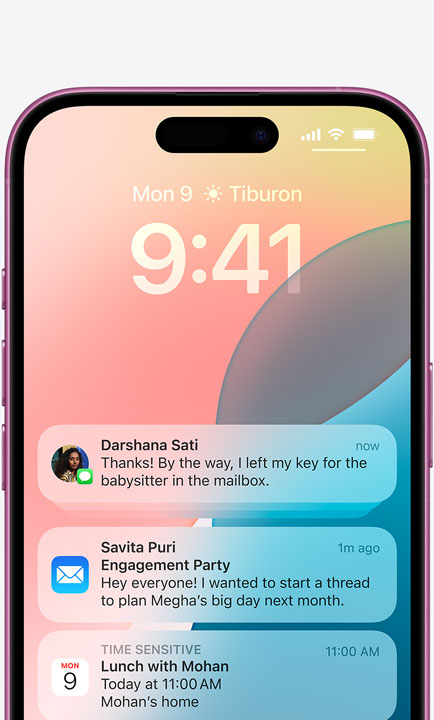 Mon 9 Tiburon
9:41
Darshana Sati
now
Thanks! By the way, I left my key for the
babysitter in the mailbox.
Savita Puri
1m ago
Engagement Party
Hey everyone! I wanted to start a thread
to plan Megha’s big day next month.
TIME SENSITIVE
11:00 AM
MON
9
Lunch with Mohan
Today at 11:00 AM
Mohan’s home